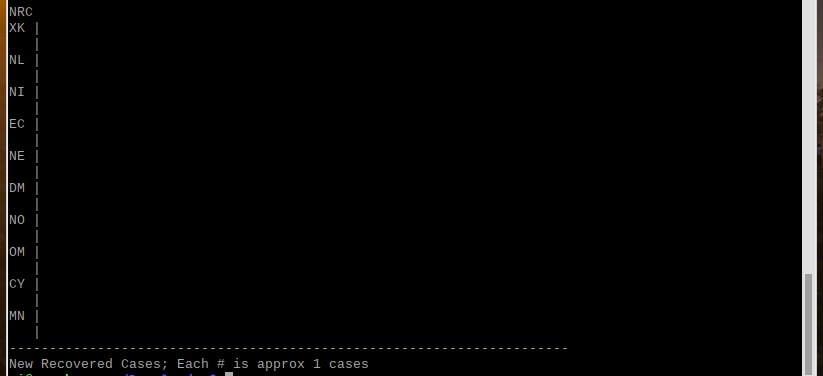 NRC
XK |
|
NL |
|
NI |
|
EC |
|
NE |
|
DM |
|
NO |
|
OM |
|
CY |
|
MN |
|
----------------------------------------------------------------------
New Recovered Cases; Each # is approx 1 cases